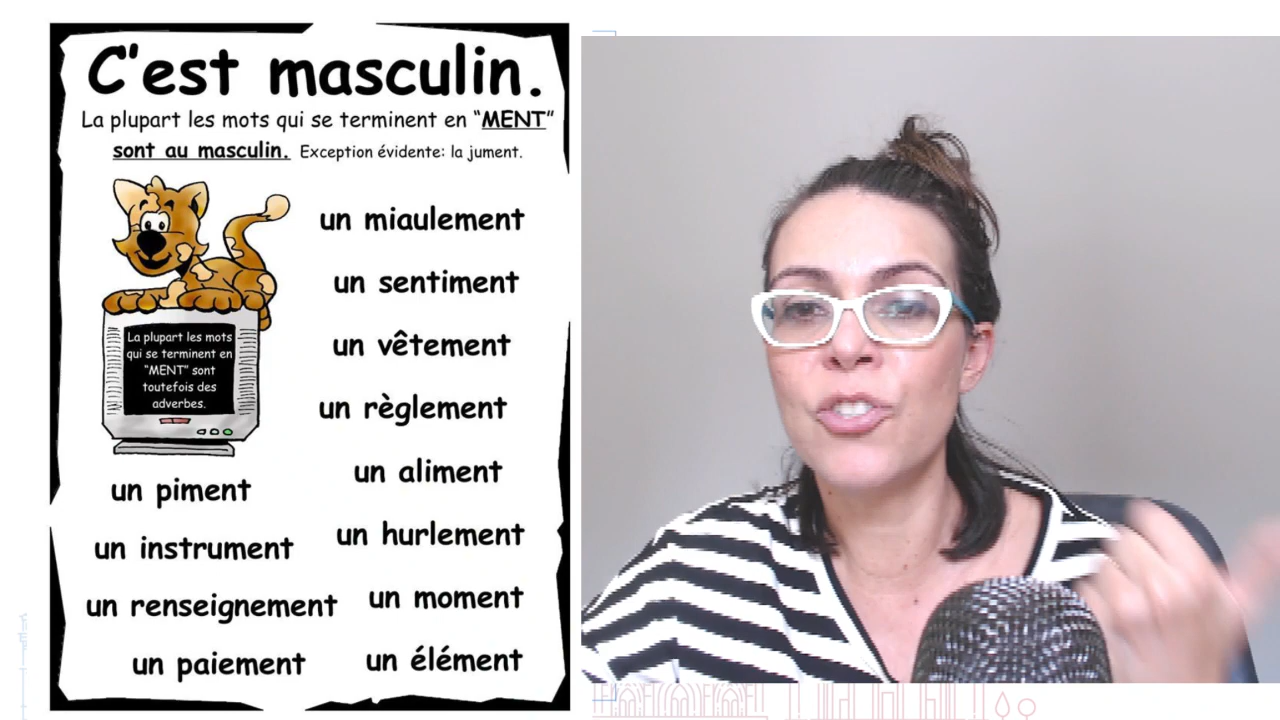 C'est masculin.
La plupart les mots qui se terminent en “MENT”
sont au masculin. Exception évidente: la jument.
un miaulement
un sentiment
un vêtement
un règlement
un aliment
un hurlement
un moment
un élément
La plupart les mots
qui se terminent en
“MENT” sont
toutefois des
adverbes.
un piment
un instrument
un renseignement
un paiement